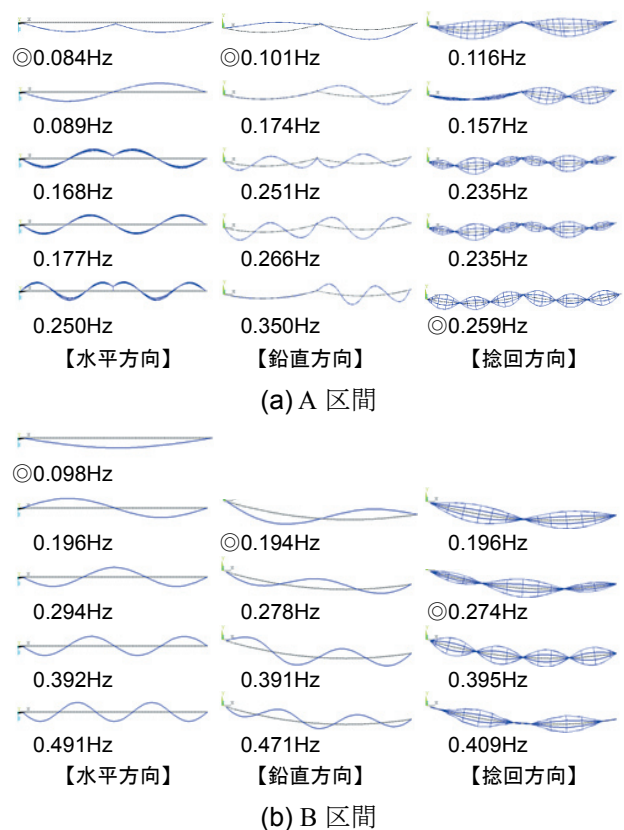 ◎0.084Hz ◎0.101Hz 0.116Hz
0.089Hz 0.174Hz 0.157Hz
0.168Hz 0.251Hz 0.235Hz
0.177Hz 0.266Hz 0.235Hz
0.250Hz 0.350Hz ◎0.259Hz
【水平方向】 【鉛直方向】 【捻回方向】
(a) A 区間
◎0.098Hz
0.196Hz ◎0.194Hz 0.196Hz
0.294Hz 0.278Hz ◎0.274Hz
0.392Hz 0.391Hz 0.395Hz
0.491Hz 0.471Hz 0.409Hz
【水平方向】 【鉛直方向】 【捻回方向】
(b) B 区間